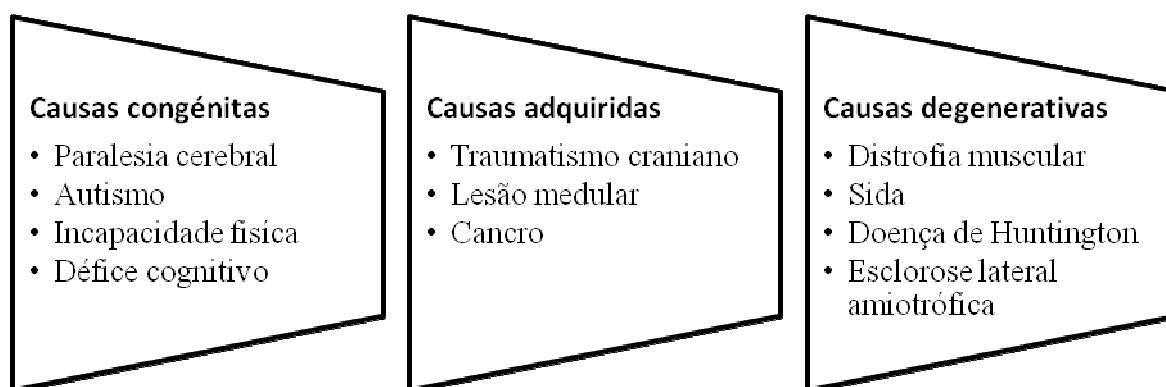 Causas congénitas
• Paralesia cerebral
• Autismo
• Incapacidade fisíca
• Défice cognitivo
Causas adquiridas
• Traumatismo craniano
• Lesão medular
• Cancro
Causas degenerativas
• Distrofia muscular
• Sida
• Doença de Huntington
• Esclorose lateral
amiotrófica